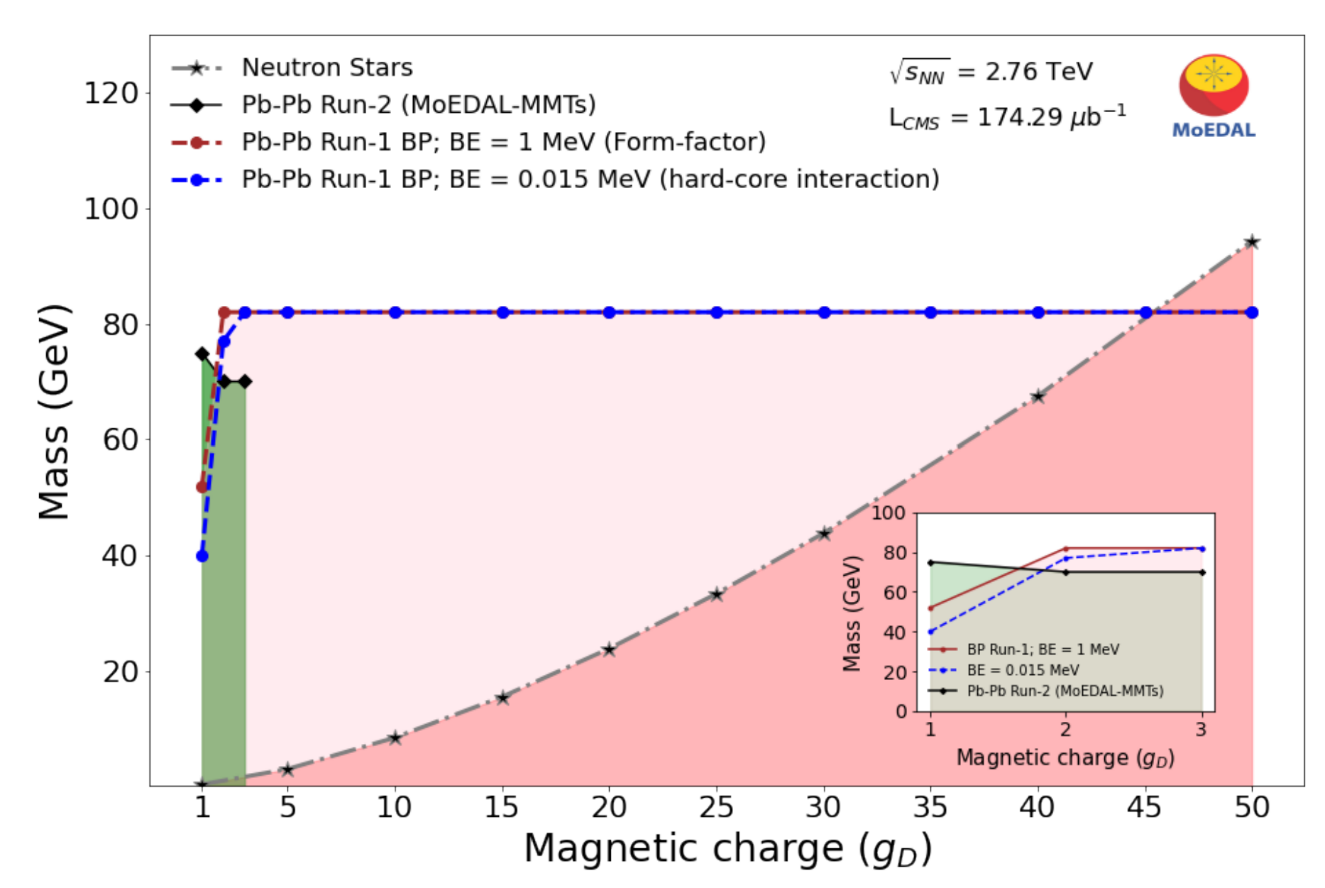 Neutron Stars
Pb-Pb Run-2 (MoEDAL-MMTs)
Pb-Pb Run-1 BP; BE = 1 MeV (Form-factor)
Pb-Pb Run-1 BP; BE = 0.015 MeV (hard-core interaction)
√s_NN = 2.76 TeV
L_CMS = 174.29 μb⁻¹
MoEDAL
Mass (GeV)
120
100
80
60
40
20
1 5 10 15 20 25 30 35 40 45 50
Magnetic charge (g_D)
Mass (GeV)
100
80
60
40
20
0
BP Run-1; BE = 1 MeV
BE = 0.015 MeV
Pb-Pb Run-2 (MoEDAL-MMTs)
1 2 3
Magnetic charge (g_D)